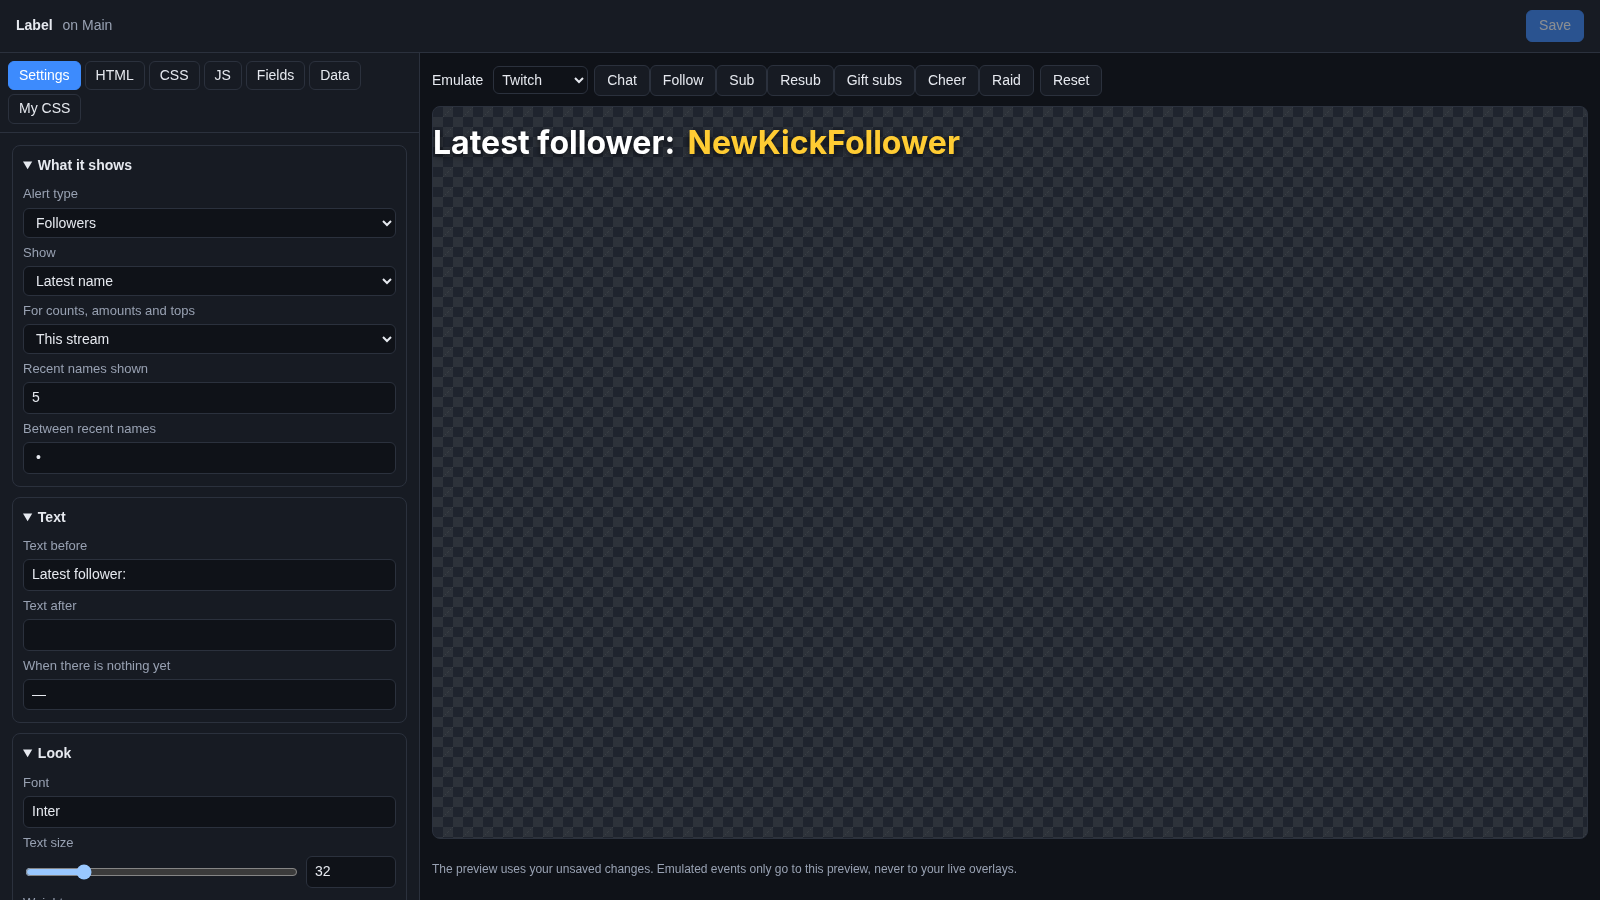 Label on Main
Save
Settings HTML CSS JS Fields Data
My CSS
What it shows
Alert type
Followers
Show
Latest name
For counts, amounts and tops
This stream
Recent names shown
5
Between recent names
•
Text
Text before
Latest follower:
Text after
When there is nothing yet
—
Look
Font
Inter
Text size
32
Emulate Twitch Chat Follow Sub Resub Gift subs Cheer Raid Reset
Latest follower: NewKickFollower
The preview uses your unsaved changes. Emulated events only go to this preview, never to your live overlays.